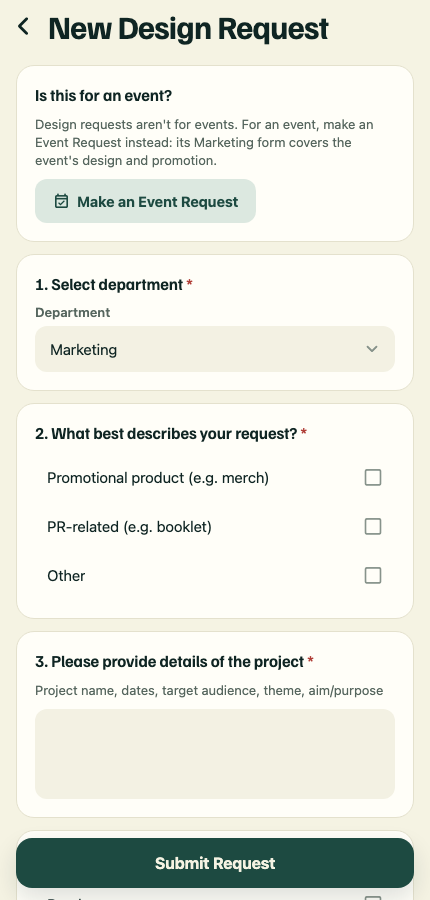 New Design Request
Is this for an event?
Design requests aren't for events. For an event, make an
Event Request instead: its Marketing form covers the
event's design and promotion.
Make an Event Request
1. Select department *
Department
Marketing
2. What best describes your request? *
Promotional product (e.g. merch)
PR-related (e.g. booklet)
Other
3. Please provide details of the project *
Project name, dates, target audience, theme, aim/purpose
Submit Request